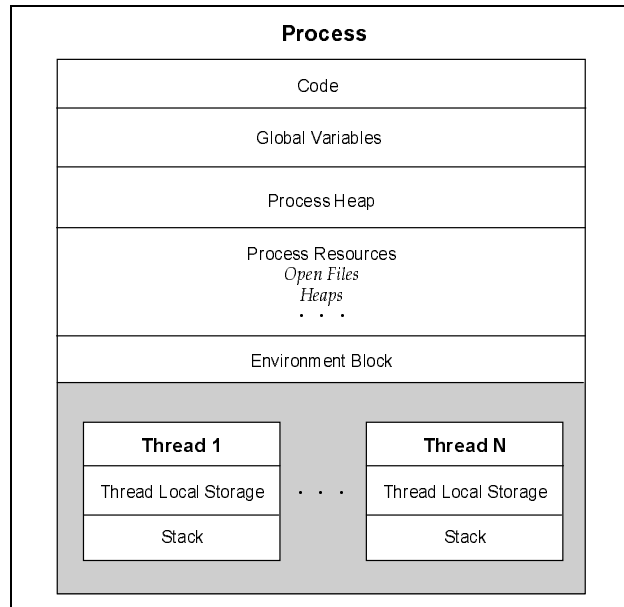 Process
Code
Global Variables
Process Heap
Process Resources
Open Files
Heaps
. . .
Environment Block
Thread 1
Thread Local Storage
Stack
. . .
Thread N
Thread Local Storage
Stack